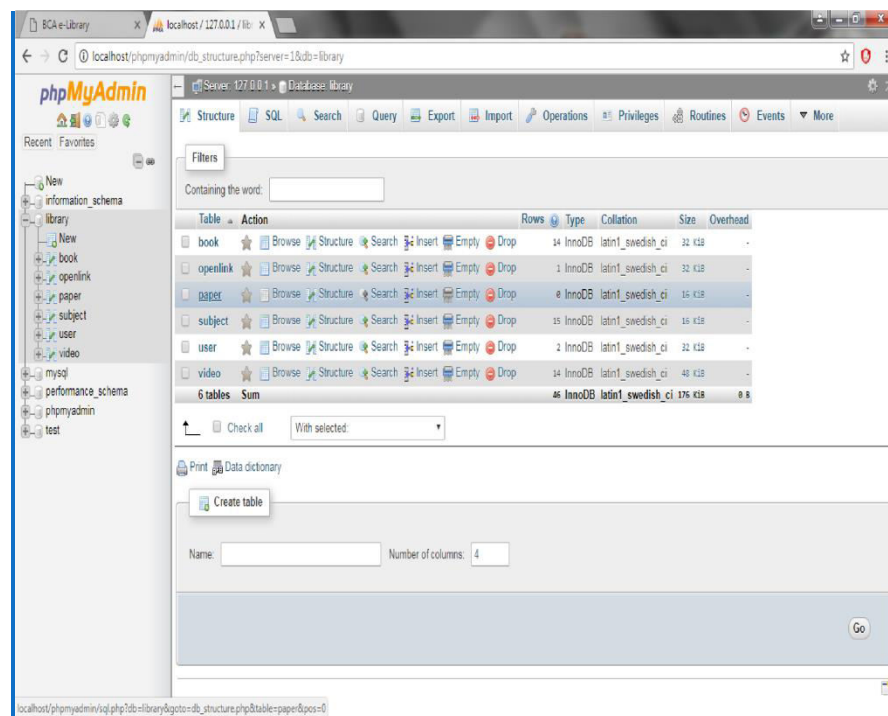 BCA e-Library
localhost / 127.0.0.1 / lib
localhost/phpmyadmin/db_structure.php?server=1&db=library
phpMyAdmin
Recent Favorites
New
information_schema
library
New
book
openlink
paper
subject
user
video
mysql
performance_schema
phpmyadmin
test
Server: 127.0.0.1 » Database: library
Structure SQL Search Query Export Import Operations Privileges Routines Events More
Filters
Containing the word:
Table Action Rows Type Collation Size Overhead
book Browse Structure Search Insert Empty Drop 14 InnoDB latin1_swedish_ci 32 KiB -
openlink Browse Structure Search Insert Empty Drop 1 InnoDB latin1_swedish_ci 32 KiB -
paper Browse Structure Search Insert Empty Drop 0 InnoDB latin1_swedish_ci 16 KiB -
subject Browse Structure Search Insert Empty Drop 15 InnoDB latin1_swedish_ci 16 KiB -
user Browse Structure Search Insert Empty Drop 2 InnoDB latin1_swedish_ci 32 KiB -
video Browse Structure Search Insert Empty Drop 14 InnoDB latin1_swedish_ci 48 KiB -
6 tables Sum 46 InnoDB latin1_swedish_ci 176 KiB 0 B
Check all With selected:
Print Data dictionary
Create table
Name: Number of columns: 4
Go
localhost/phpmyadmin/sql.php?db=library&goto=db_structure.php&table=paper&pos=0